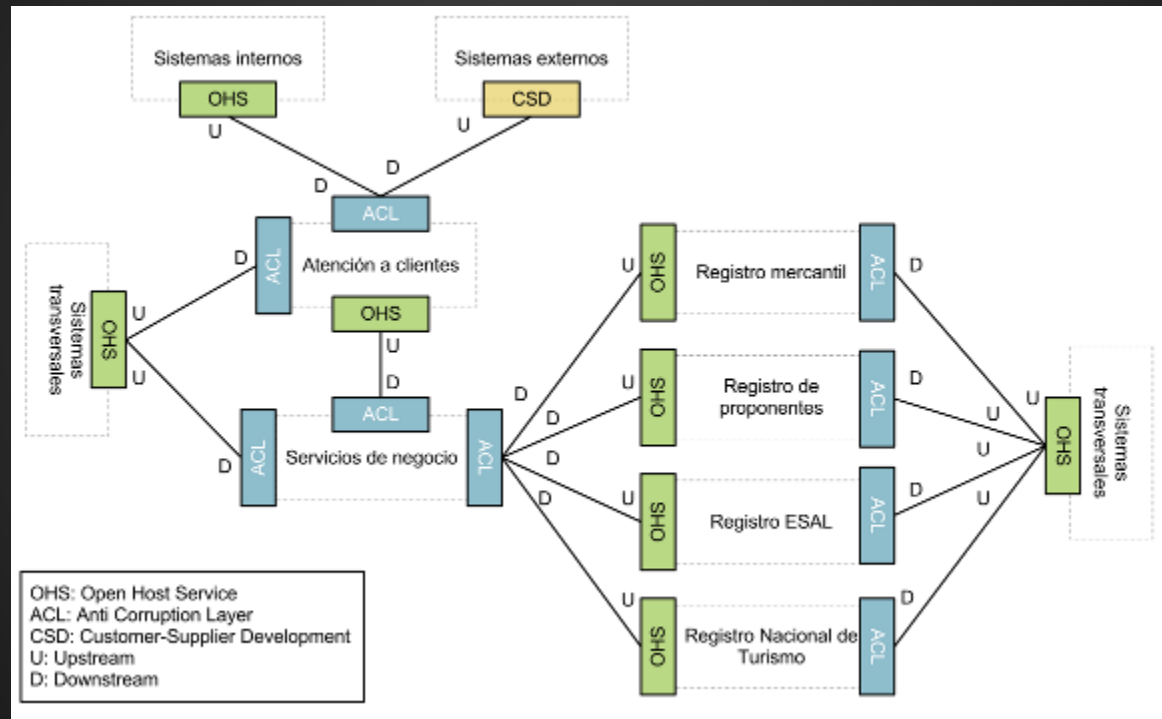 Sistemas internos
OHS
U
Sistemas externos
CSD
U
D
D
ACL
ACL
Atención a clientes
OHS
D
U
D
ACL
Sistemas
transversales
OHS
U
U
D
ACL
Servicios de negocio
ACL
D
D
D
D
U
OHS
Registro mercantil
ACL
D
U
OHS
Registro de
proponentes
ACL
D
U
OHS
Registro ESAL
ACL
D
U
OHS
Registro Nacional de
Turismo
ACL
D
U
U
U
U
OHS
Sistemas
transversales
OHS: Open Host Service
ACL: Anti Corruption Layer
CSD: Customer-Supplier Development
U: Upstream
D: Downstream